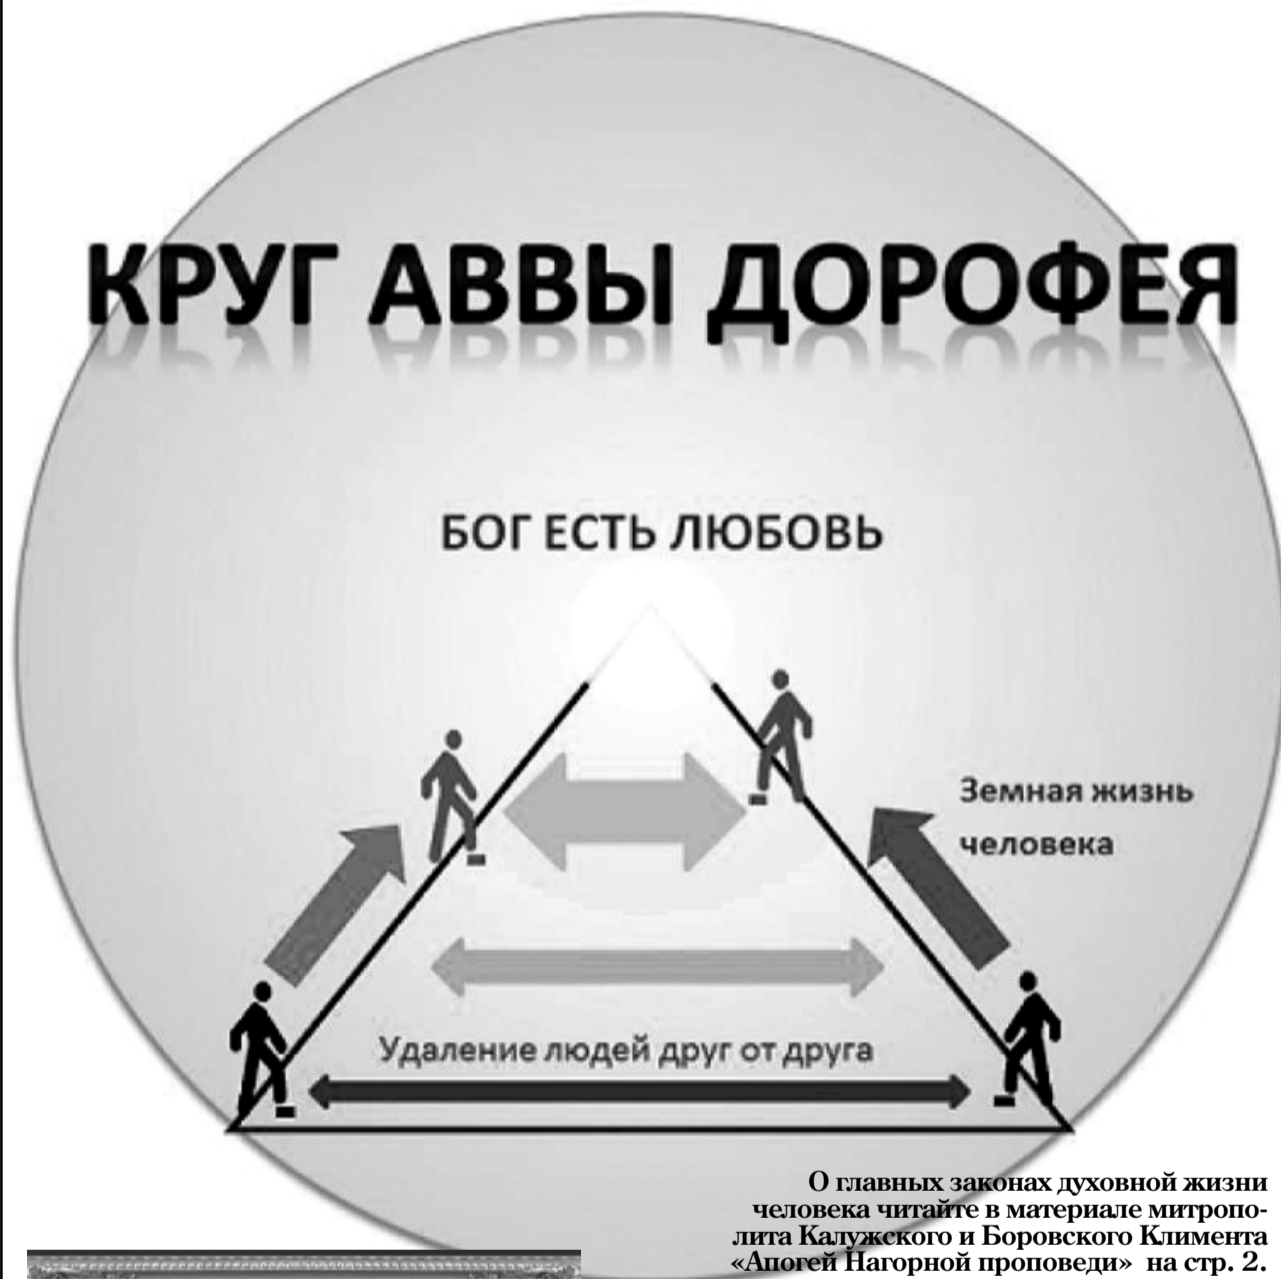 КРУГ АВВЫ ДОРОФЕЯ
БОГ ЕСТЬ ЛЮБОВЬ
Земная жизнь
человека
Удаление людей друг от друга
О главных законах духовной жизни
человека читайте в материале митропо-
лита Калужского и Боровского Климента
«Апогей Нагорной проповеди» на стр. 2.